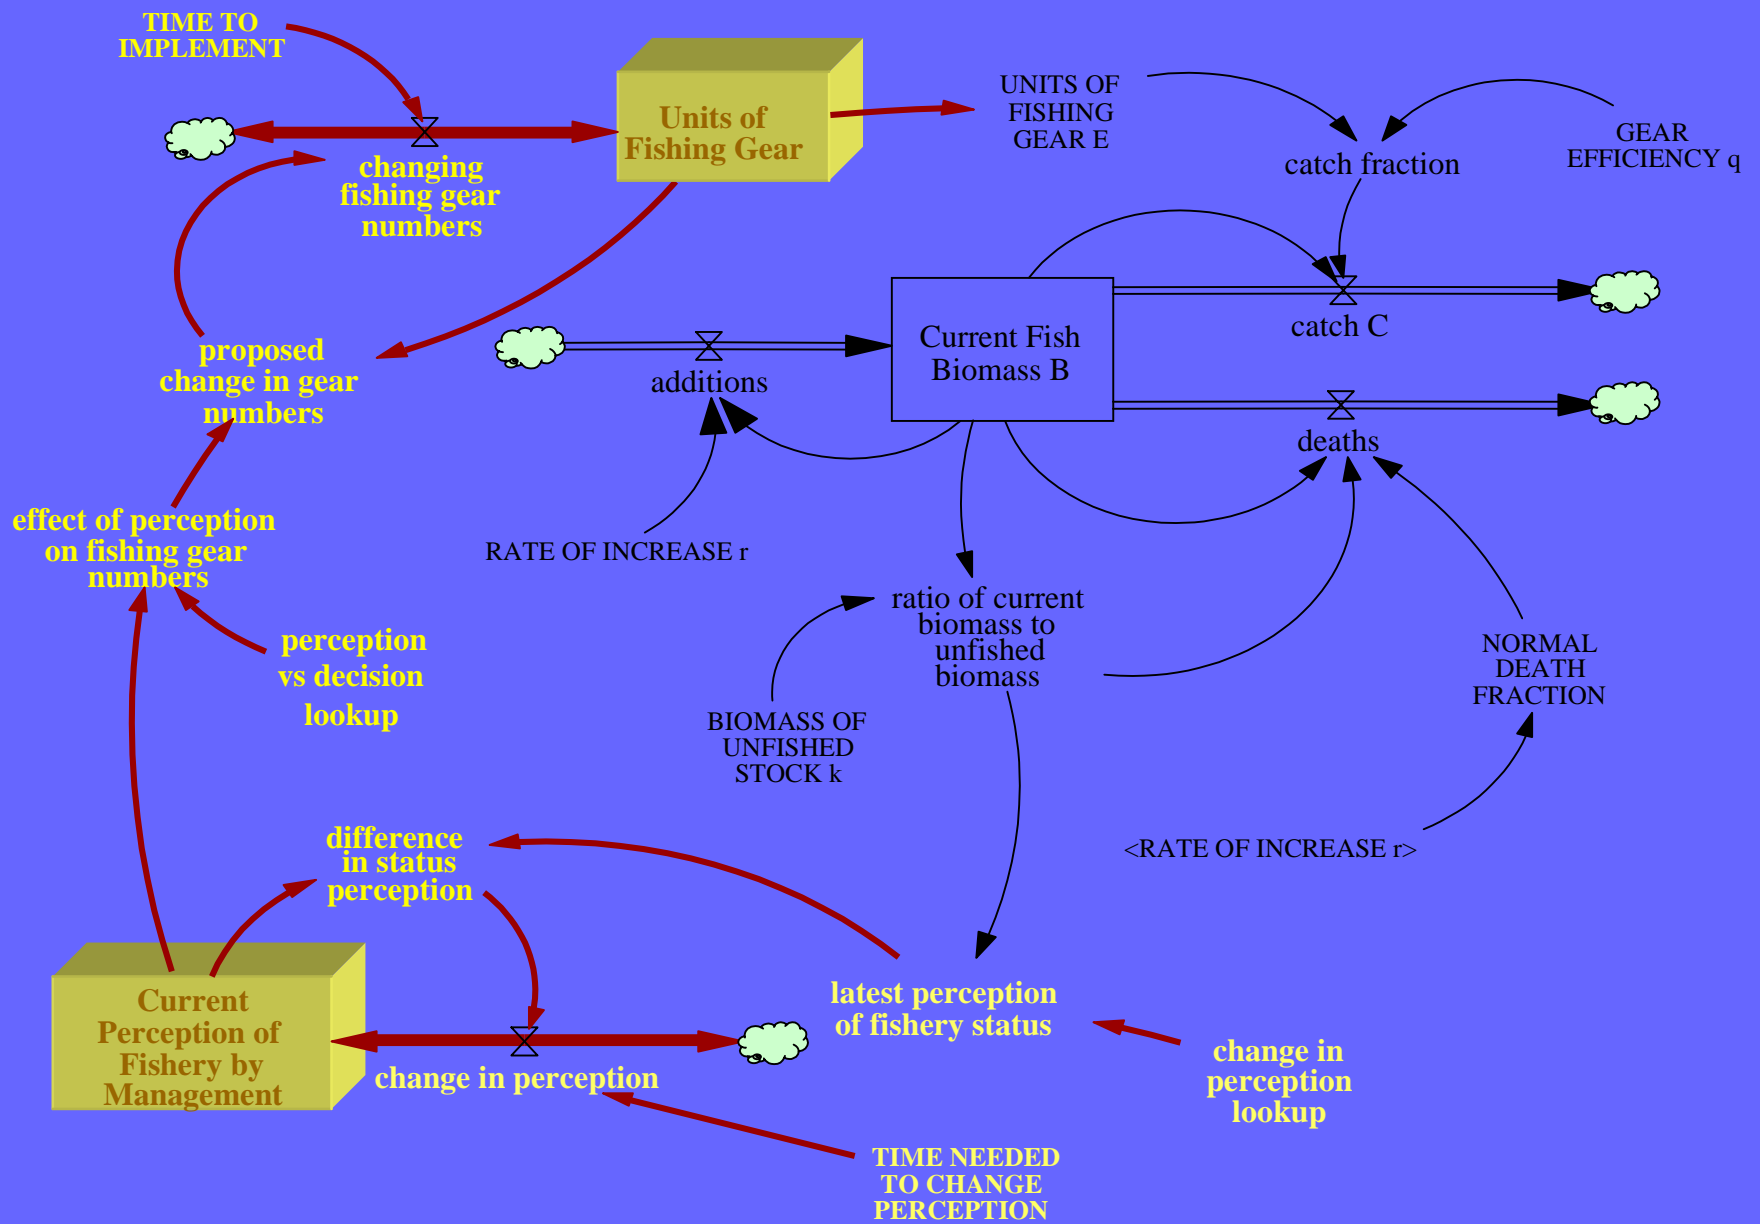 TIME TO
IMPLEMENT
Units of
Fishing Gear
UNITS OF
FISHING
GEAR E
GEAR
EFFICIENCY q
catch fraction
changing
fishing gear
numbers
catch C
Current Fish
Biomass B
additions
deaths
proposed
change in gear
numbers
effect of perception
on fishing gear
numbers
RATE OF INCREASE r
ratio of current
biomass to
unfished
biomass
perception
vs decision
lookup
NORMAL
DEATH
FRACTION
BIOMASS OF
UNFISHED
STOCK k
difference
in status
perception
<RATE OF INCREASE r>
Current
Perception of
Fishery by
Management
latest perception
of fishery status
change in perception
change in
perception
lookup
TIME NEEDED
TO CHANGE
PERCEPTION